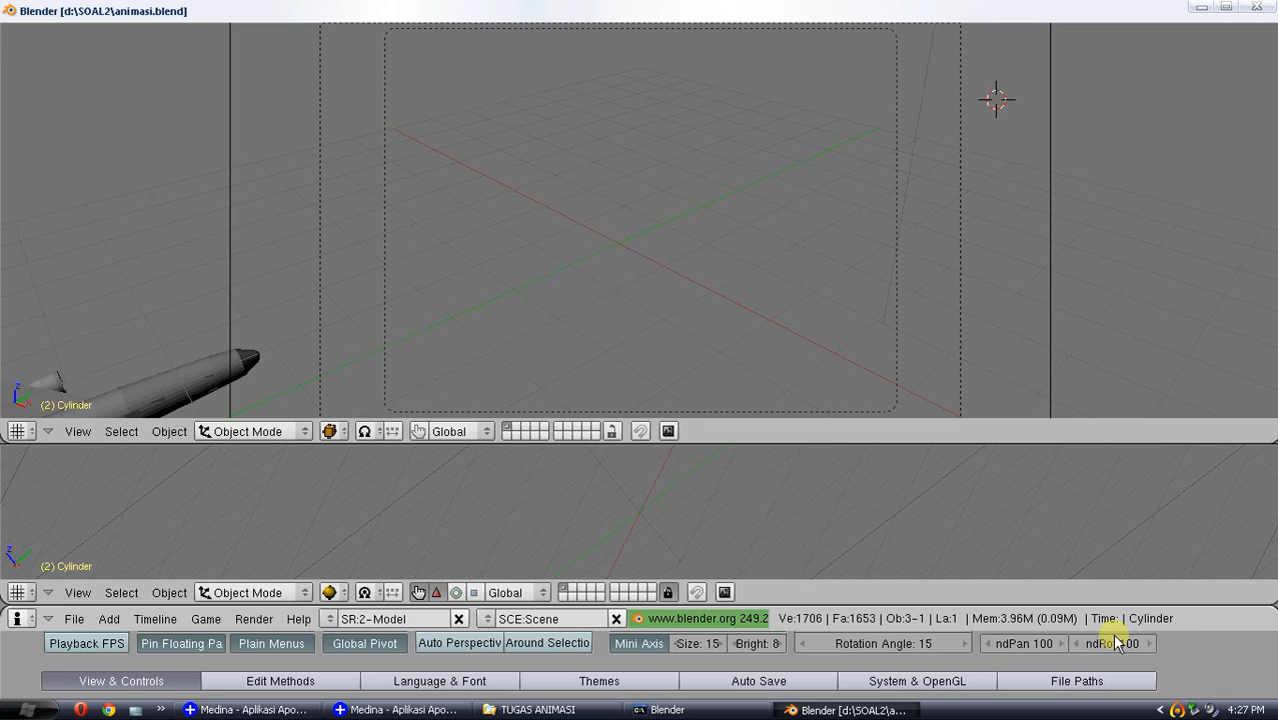 Blender [d:\SOAL2\animasi.blend]
(2) Cylinder
View Select Object Object Mode Global
(2) Cylinder
View Select Object Object Mode Global
File Add Timeline Game Render Help SR:2-Model SCE:Scene www.blender.org 249.2 Ve:1706 | Fa:1653 | Ob:3-1 | La:1 | Mem:3.96M (0.09M) | Time: | Cylinder
Playback FPS Pin Floating Pa Plain Menus Global Pivot Auto Perspectiv Around Selectio Mini Axis Size: 15 Bright: 8 Rotation Angle: 15 ndPan 100
View & Controls Edit Methods Language & Font Themes Auto Save System & OpenGL File Paths
start Medina - Aplikasi Apo... Medina - Aplikasi Apo... TUGAS ANIMASI Blender Blender [d:\SOAL2\a... 4:27 PM